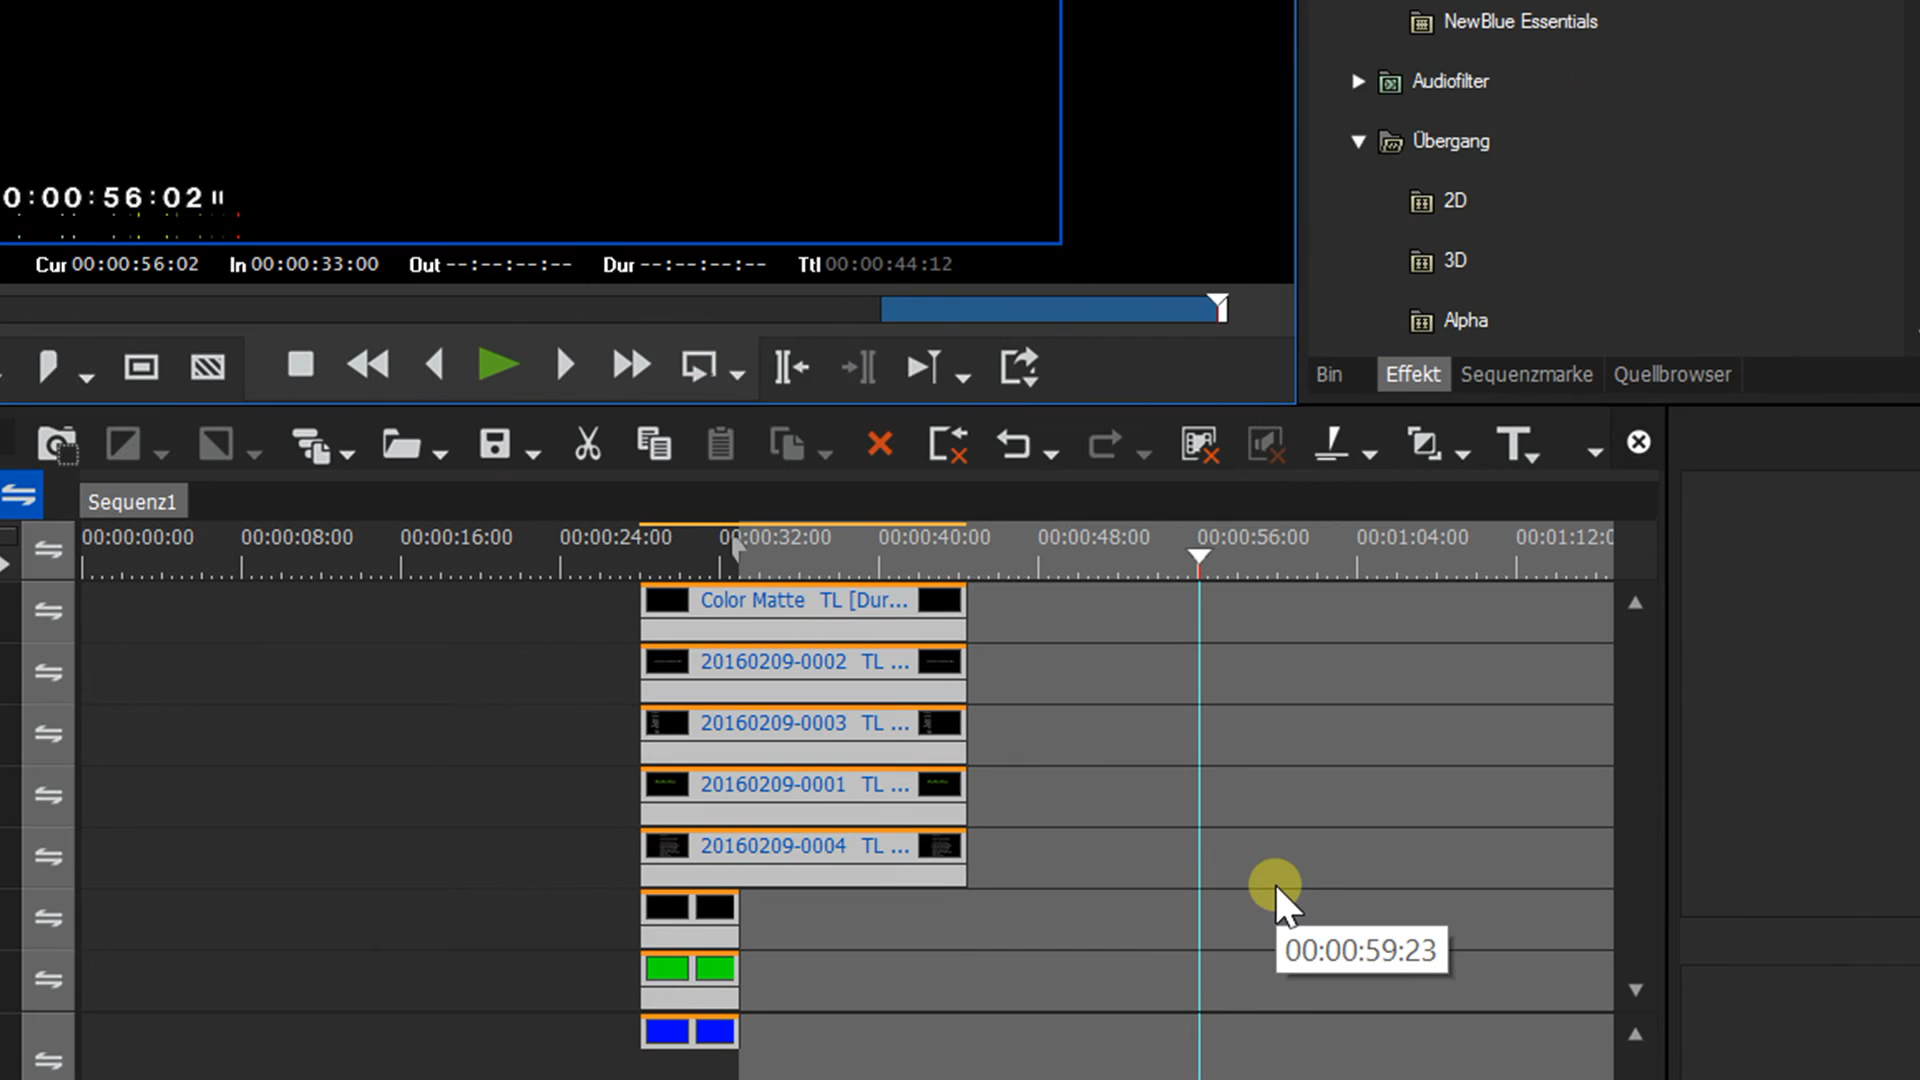 NewBlue Essentials
Audiofilter
Übergang
2D
3D
Alpha
0:00:56:02
Cur 00:00:56:02 In 00:00:33:00 Out --:--:--:-- Dur --:--:--:-- Ttl 00:00:44:12
Bin Effekt Sequenzmarke Quellbrowser
Sequenz1
00:00:00:00 00:00:08:00 00:00:16:00 00:00:24:00 00:00:32:00 00:00:40:00 00:00:48:00 00:00:56:00 00:01:04:00 00:01:12:0
Color Matte TL [Dur...
20160209-0002 TL ...
20160209-0003 TL ...
20160209-0001 TL ...
20160209-0004 TL ...
00:00:59:23